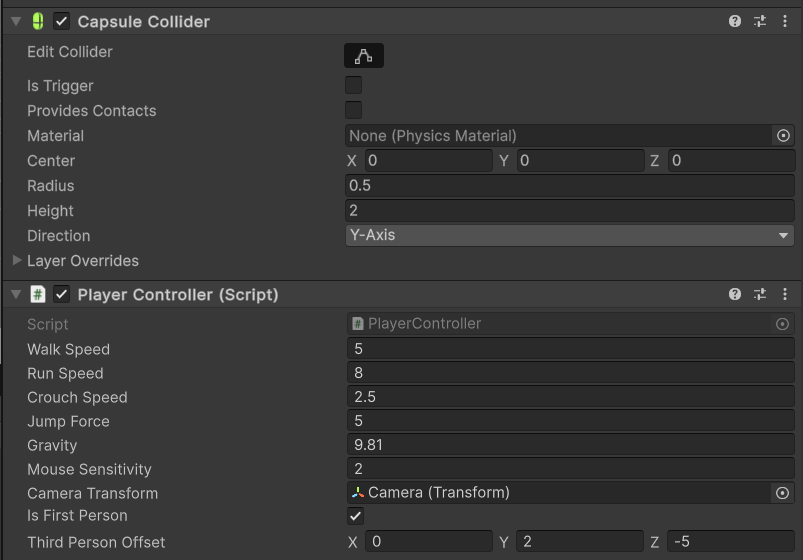 Capsule Collider
Edit Collider
Is Trigger
Provides Contacts
Material None (Physics Material)
Center X 0 Y 0 Z 0
Radius 0.5
Height 2
Direction Y-Axis
Layer Overrides
# Player Controller (Script)
Script # PlayerController
Walk Speed 5
Run Speed 8
Crouch Speed 2.5
Jump Force 5
Gravity 9.81
Mouse Sensitivity 2
Camera Transform Camera (Transform)
Is First Person
Third Person Offset X 0 Y 2 Z -5